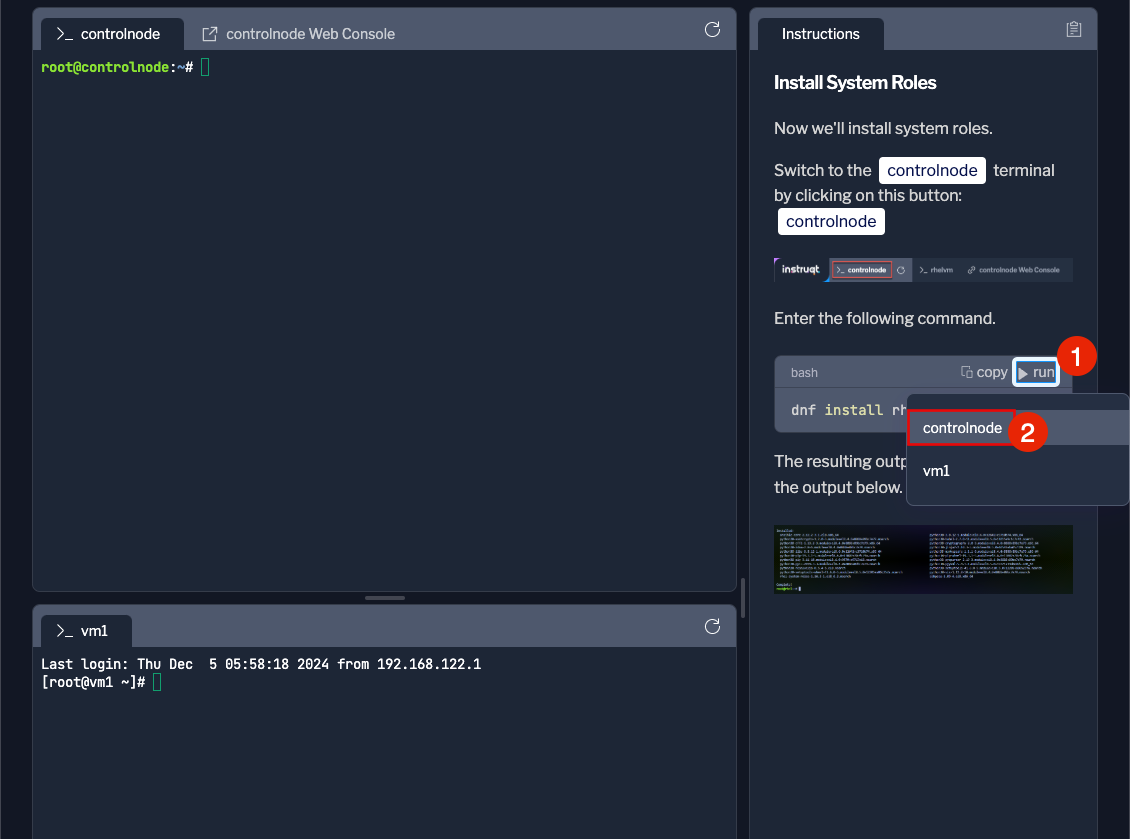 >_ controlnode
controlnode Web Console
root@controlnode:~#
>_ vm1
Last login: Thu Dec  5 05:58:18 2024 from 192.168.122.1
[root@vm1 ~]#
Instructions
Install System Roles
Now we'll install system roles.
Switch to the controlnode terminal
by clicking on this button:
controlnode
instruqt >_ controlnode >_ rhelvm controlnode Web Console
Enter the following command.
1
bash copy run
dnf install rh
controlnode 2
vm1
The resulting outp
the output below.